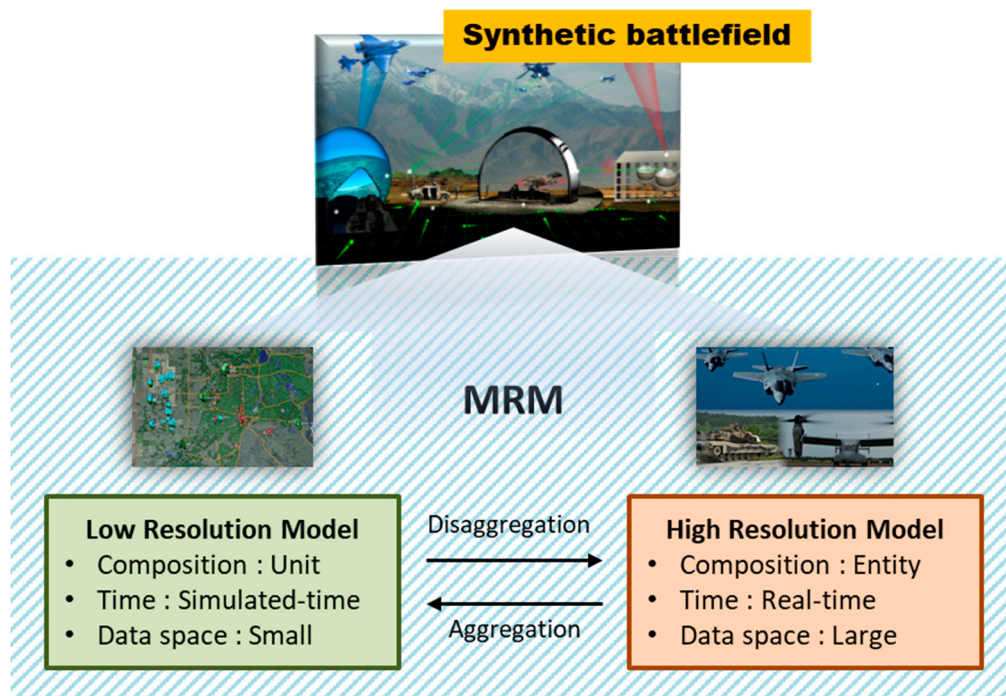 Synthetic battlefield
MRM
Low Resolution Model
• Composition : Unit
• Time : Simulated-time
• Data space : Small
Disaggregation
Aggregation
High Resolution Model
• Composition : Entity
• Time : Real-time
• Data space : Large